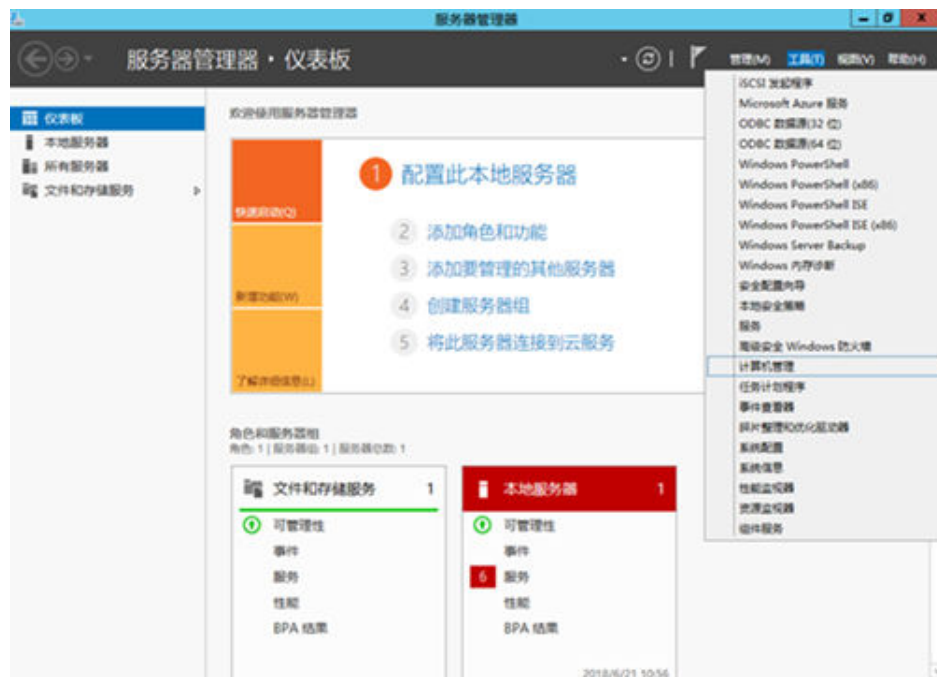 服务器管理器
服务器管理器 · 仪表板
管理(M) 工具(T) 视图(V) 帮助(H)
仪表板
本地服务器
所有服务器
文件和存储服务
欢迎使用服务器管理器
快速启动(Q)
新增功能(W)
了解详细信息(L)
1 配置此本地服务器
2 添加角色和功能
3 添加要管理的其他服务器
4 创建服务器组
5 将此服务器连接到云服务
角色和服务器组
角色: 1 | 服务器组: 1 | 服务器总数: 1
文件和存储服务 1
可管理性
事件
服务
性能
BPA 结果
本地服务器 1
可管理性
事件
6 服务
性能
BPA 结果
2018/6/21 10:56
iSCSI 发起程序
Microsoft Azure 服务
ODBC 数据源(32 位)
ODBC 数据源(64 位)
Windows PowerShell
Windows PowerShell (x86)
Windows PowerShell ISE
Windows PowerShell ISE (x86)
Windows Server Backup
Windows 内存诊断
安全配置向导
本地安全策略
服务
高级安全 Windows 防火墙
计算机管理
任务计划程序
事件查看器
碎片整理和优化驱动器
系统配置
系统信息
性能监视器
资源监视器
组件服务